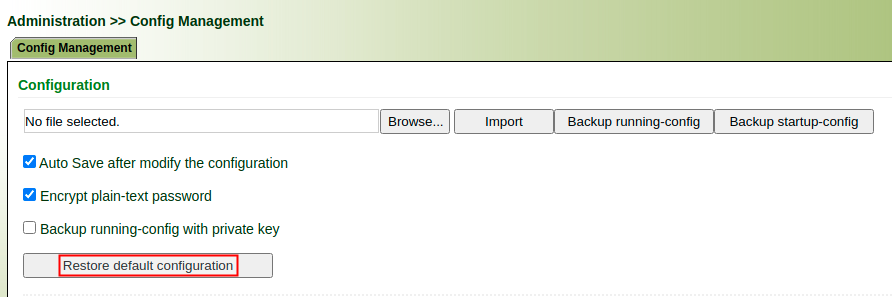 Administration >> Config Management
Config Management
Configuration
No file selected. Browse... Import Backup running-config Backup startup-config
Auto Save after modify the configuration
Encrypt plain-text password
Backup running-config with private key
Restore default configuration